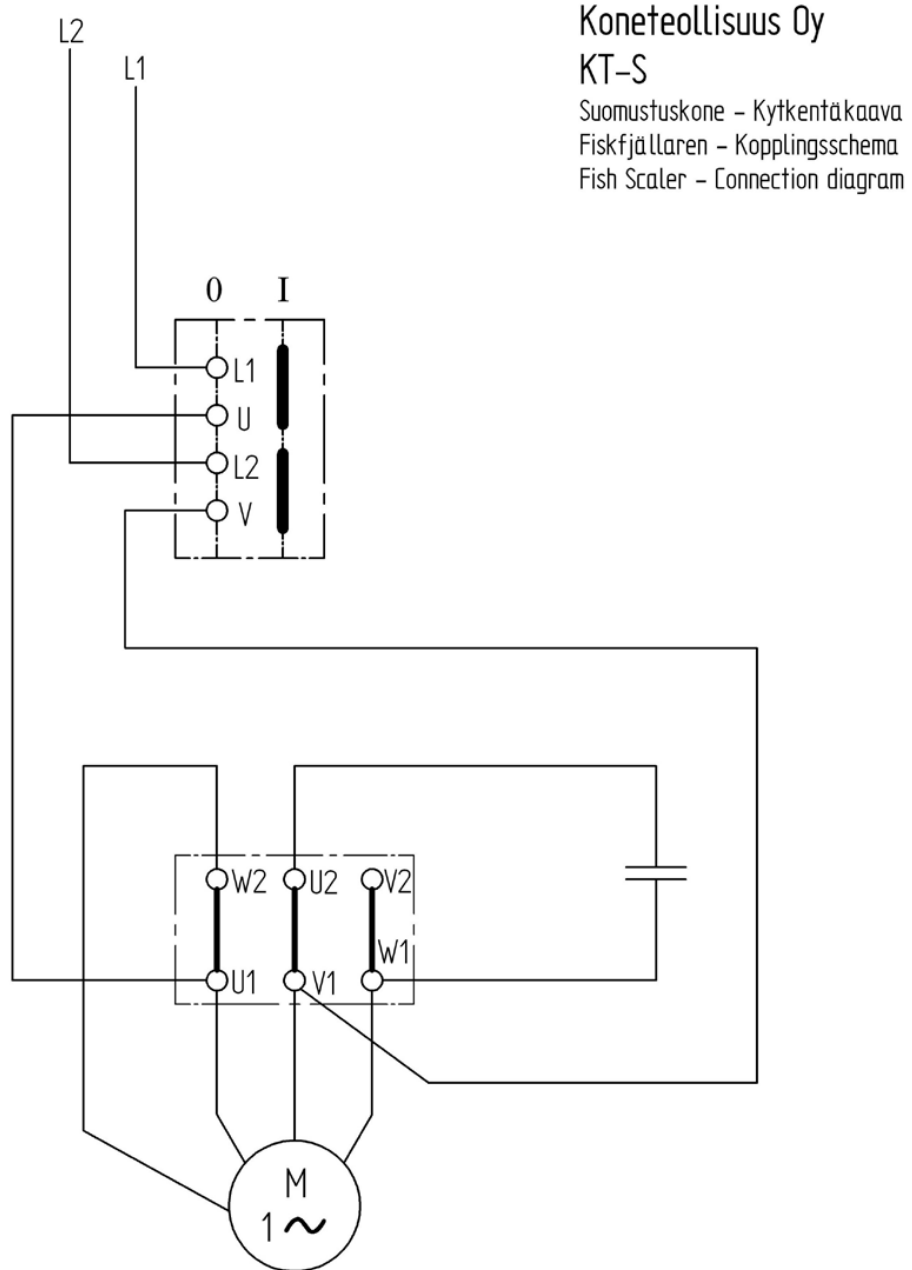 L2
L1
Koneteollisuus Oy
KT-S
Suomustuskone - Kytkentäkaava
Fiskfjällaren - Kopplingsschema
Fish Scaler - Connection diagram
0 I
L1
U
L2
V
W2 U2 V2
W1
U1 V1
M
1~